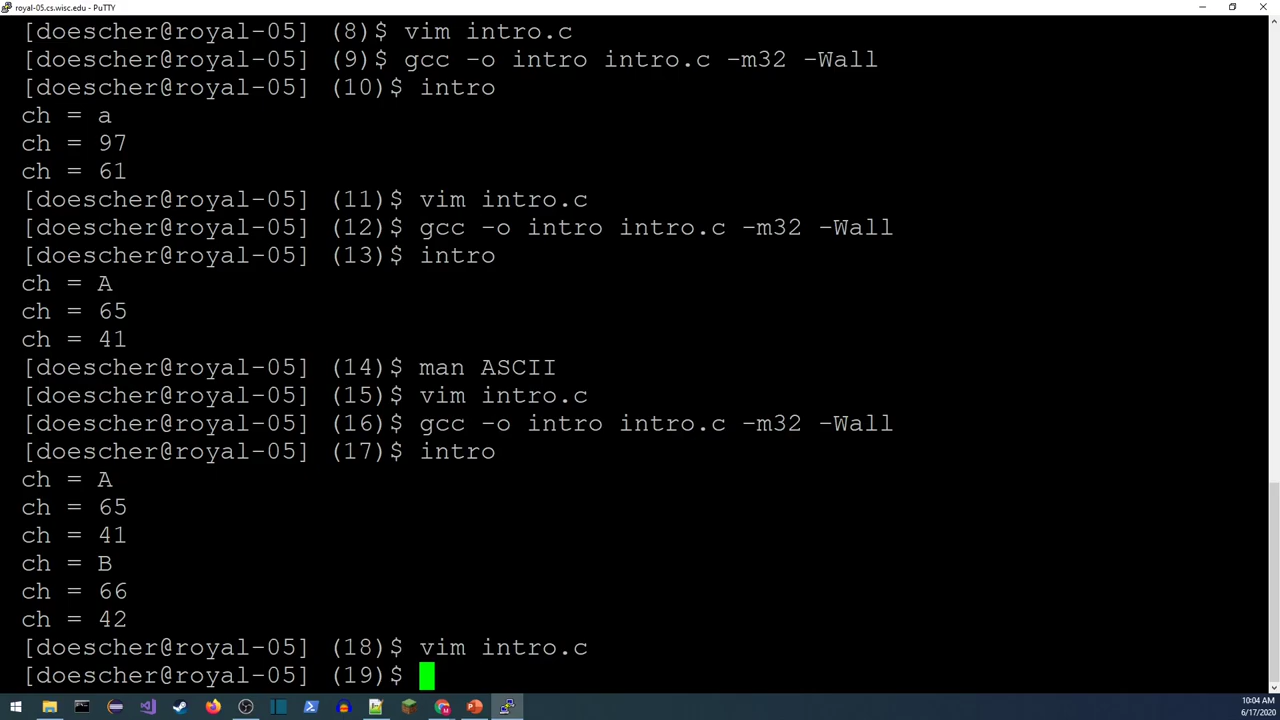 royal-05.cs.wisc.edu - PuTTY
[doescher@royal-05] (8)$ vim intro.c
[doescher@royal-05] (9)$ gcc -o intro intro.c -m32 -Wall
[doescher@royal-05] (10)$ intro
ch = a
ch = 97
ch = 61
[doescher@royal-05] (11)$ vim intro.c
[doescher@royal-05] (12)$ gcc -o intro intro.c -m32 -Wall
[doescher@royal-05] (13)$ intro
ch = A
ch = 65
ch = 41
[doescher@royal-05] (14)$ man ASCII
[doescher@royal-05] (15)$ vim intro.c
[doescher@royal-05] (16)$ gcc -o intro intro.c -m32 -Wall
[doescher@royal-05] (17)$ intro
ch = A
ch = 65
ch = 41
ch = B
ch = 66
ch = 42
[doescher@royal-05] (18)$ vim intro.c
[doescher@royal-05] (19)$
10:04 AM
6/17/2020